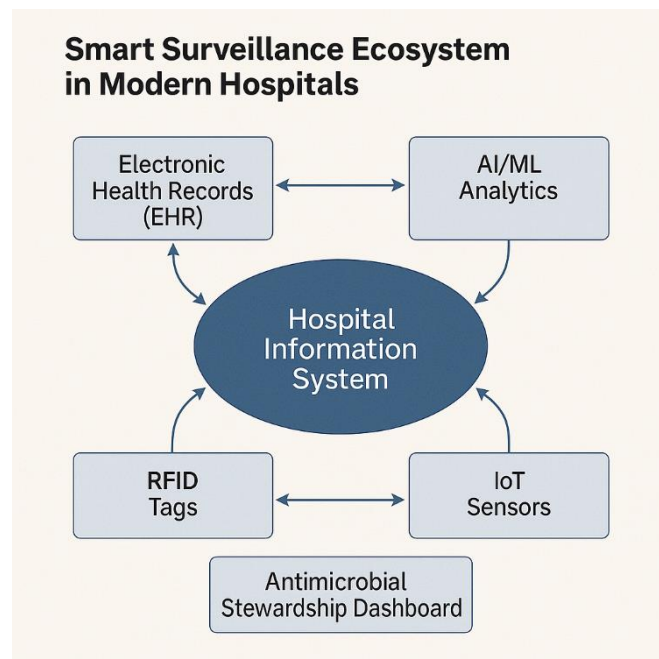 Smart Surveillance Ecosystem
in Modern Hospitals
Electronic
Health Records
(EHR)
AI/ML
Analytics
Hospital
Information
System
RFID
Tags
IoT
Sensors
Antimicrobial
Stewardship Dashboard